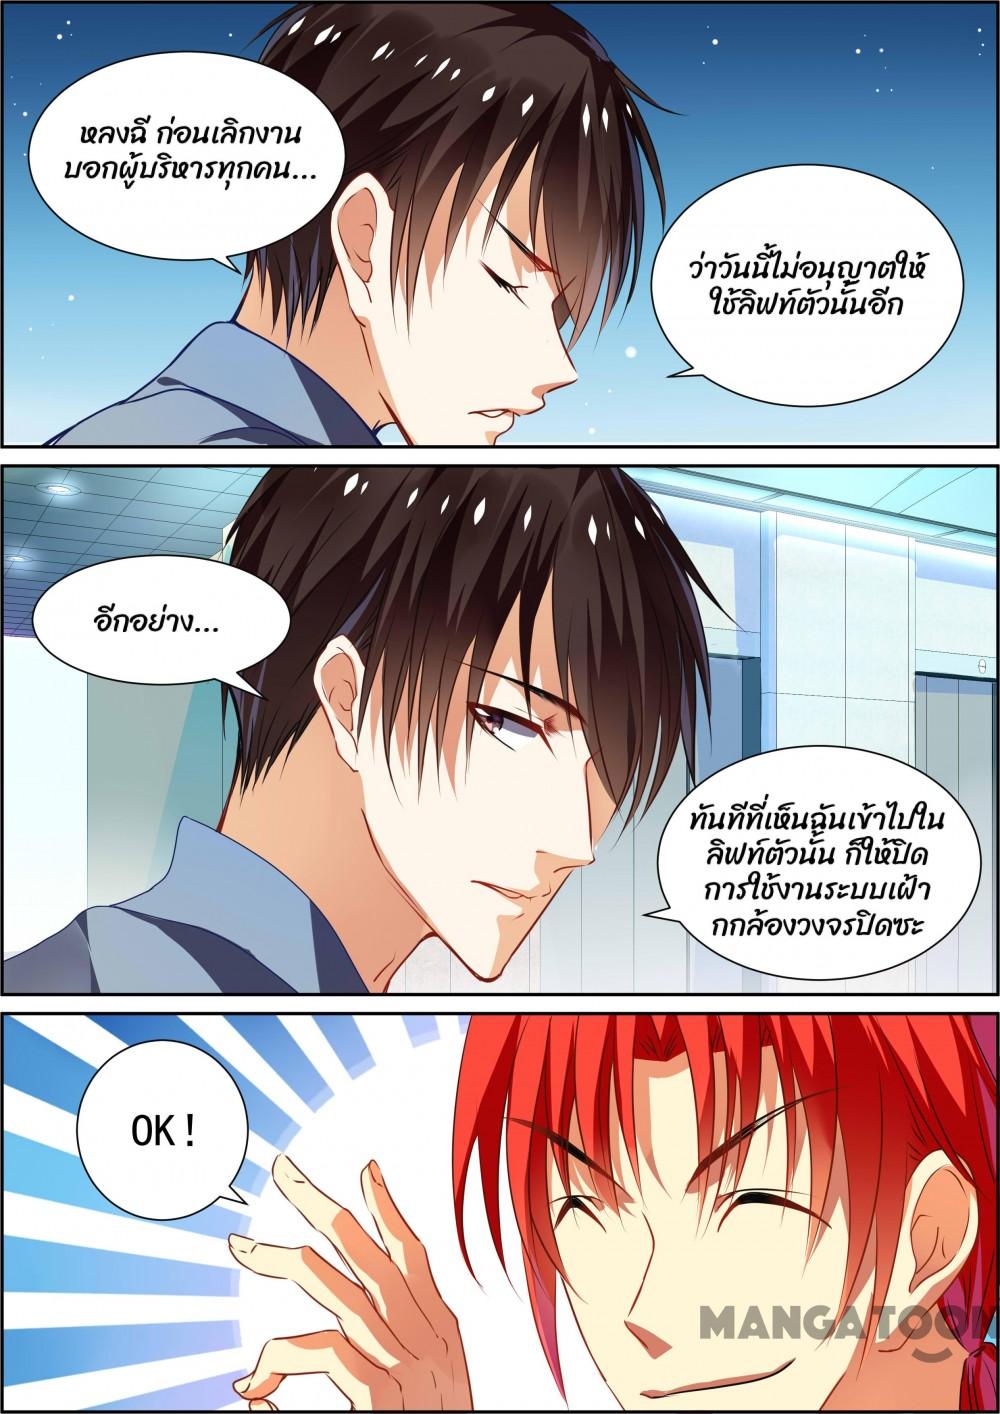 หลงฉี ก่อนเลิกงาน
บอกผู้บริหารทุกคน...
ว่าวันนี้ไม่อนุญาตให้
ใช้ลิฟท์ตัวนั้นอีก
อีกอย่าง...
ทันทีที่เห็นฉันเข้าไปใน
ลิฟท์ตัวนั้น ก็ให้ปิด
การใช้งานระบบเฝ้า
กกล้องวงจรปิดซะ
OK!
MANGATOON